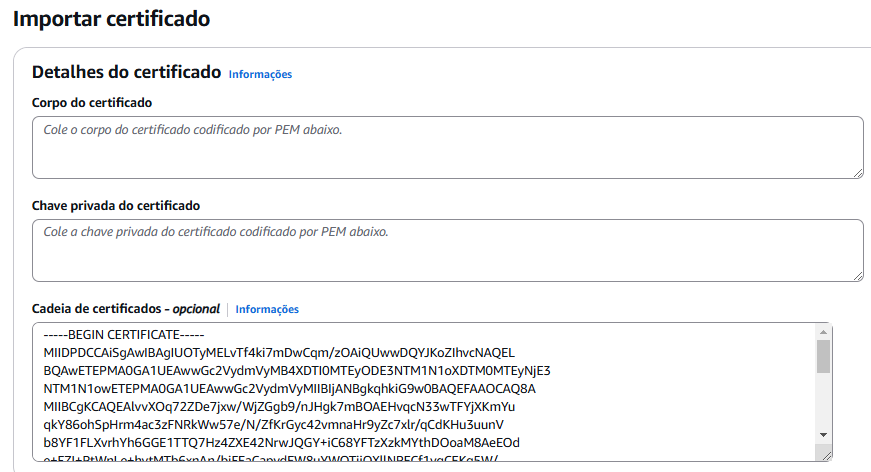 Importar certificado
Detalhes do certificado Informações
Corpo do certificado
Cole o corpo do certificado codificado por PEM abaixo.
Chave privada do certificado
Cole a chave privada do certificado codificado por PEM abaixo.
Cadeia de certificados - opcional Informações
-----BEGIN CERTIFICATE-----
MIIDPDCCAiSgAwIBAgIUOTyMELvTf4ki7mDwCqm/zOAiQUwwDQYJKoZIhvcNAQEL
BQAwETEPMA0GA1UEAwwGc2VydmVyMB4XDTI0MTEyODE3NTM1N1oXDTM0MTEyNjE3
NTM1N1owETEPMA0GA1UEAwwGc2VydmVyMIIBIjANBgkqhkiG9w0BAQEFAAOCAQ8A
MIIBCgKCAQEAlvvXOq72ZDe7jxw/WjZGgb9/nJHgk7mBOAEHvqcN33wTFYjXKmYu
qkY86ohSpHrm4ac3zFNRkWw57e/N/ZfKrGyc42vmnaHr9yZc7xlr/qCdKHu3uunV
b8YF1FLXvrhYh6GGE1TTQ7Hz4ZXE42NrwJQGY+iC68YFTzXzkMYthDOoaM8AeEOd